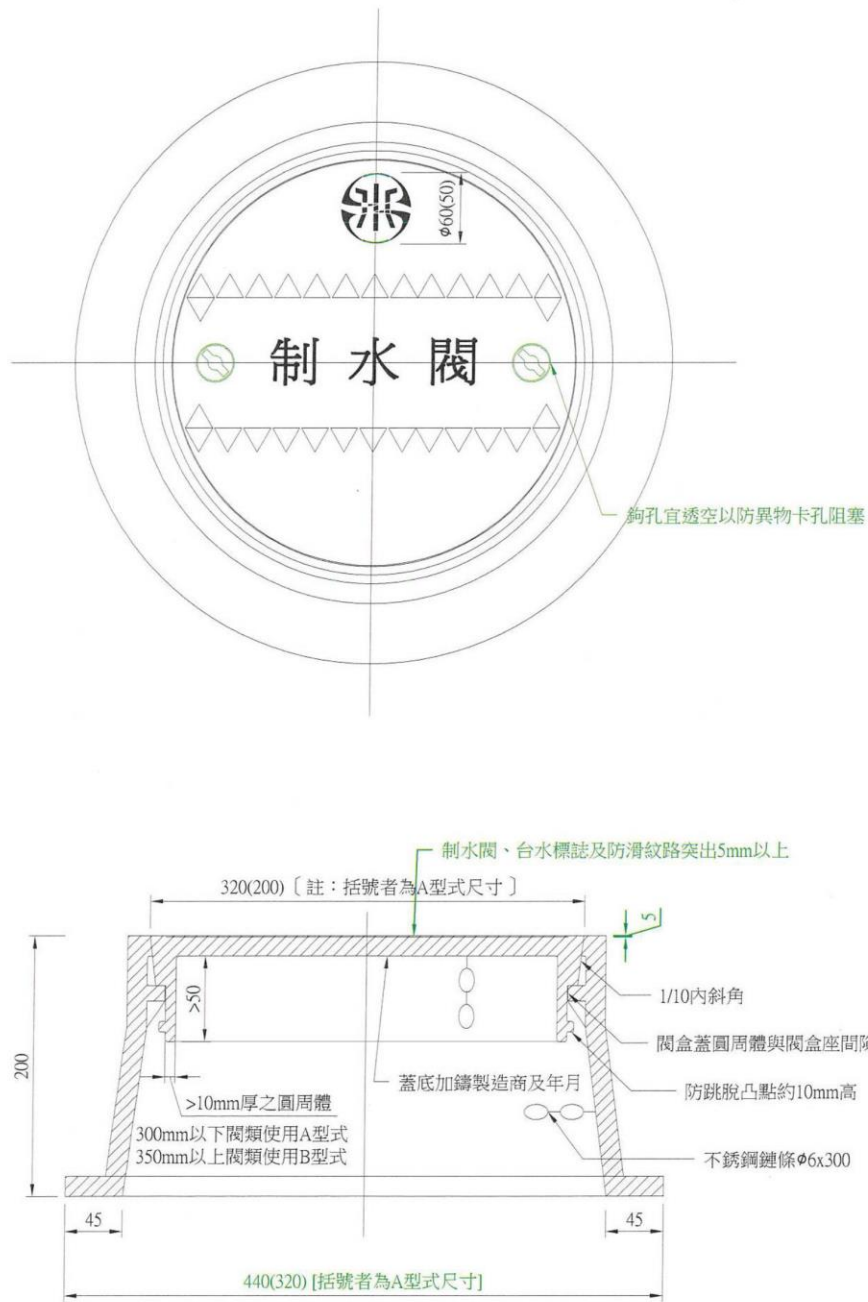 ϕ60(50)
制水閥
鉤孔宜透空以防異物卡孔阻塞
制水閥、台水標誌及防滑紋路突出5mm以上
320(200)〔註：括號者為A型式尺寸〕
5
>50
1/10內斜角
閥盒蓋圓周體與閥盒座間
200
蓋底加鑄製造商及年月
防跳脫凸點約10mm高
>10mm厚之圓周體
300mm以下閥類使用A型式
350mm以上閥類使用B型式
不銹鋼鏈條ϕ6x300
45
45
440(320) [括號者為A型式尺寸]